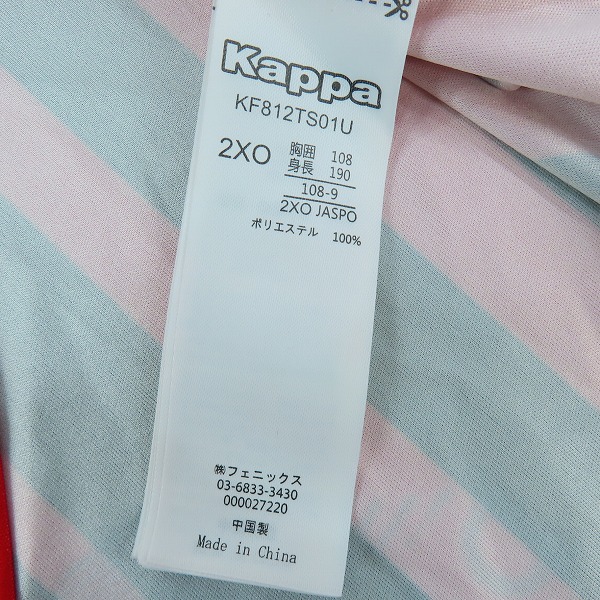 Kappa
KF812TS01U
2XO
胸囲 108
身長 190
108-9
2XO JASPO
ポリエステル 100%
㈱フェニックス
03-6833-3430
000027220
中国製
Made in China